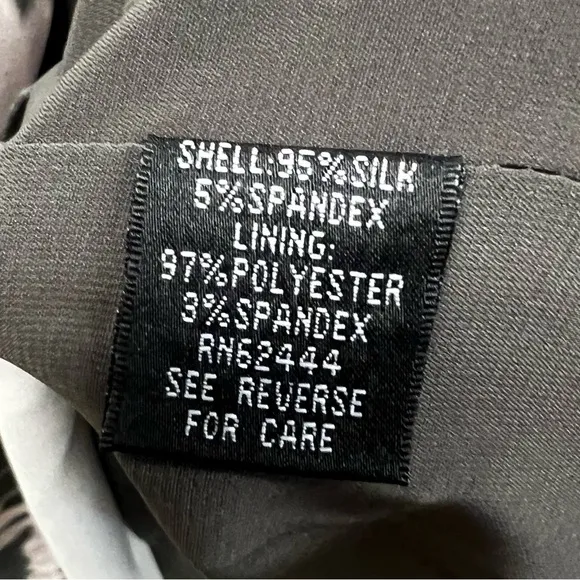 SHELL:95%SILK
5%SPANDEX
LINING:
97%POLYESTER
3%SPANDEX
RN62444
SEE REVERSE
FOR CARE